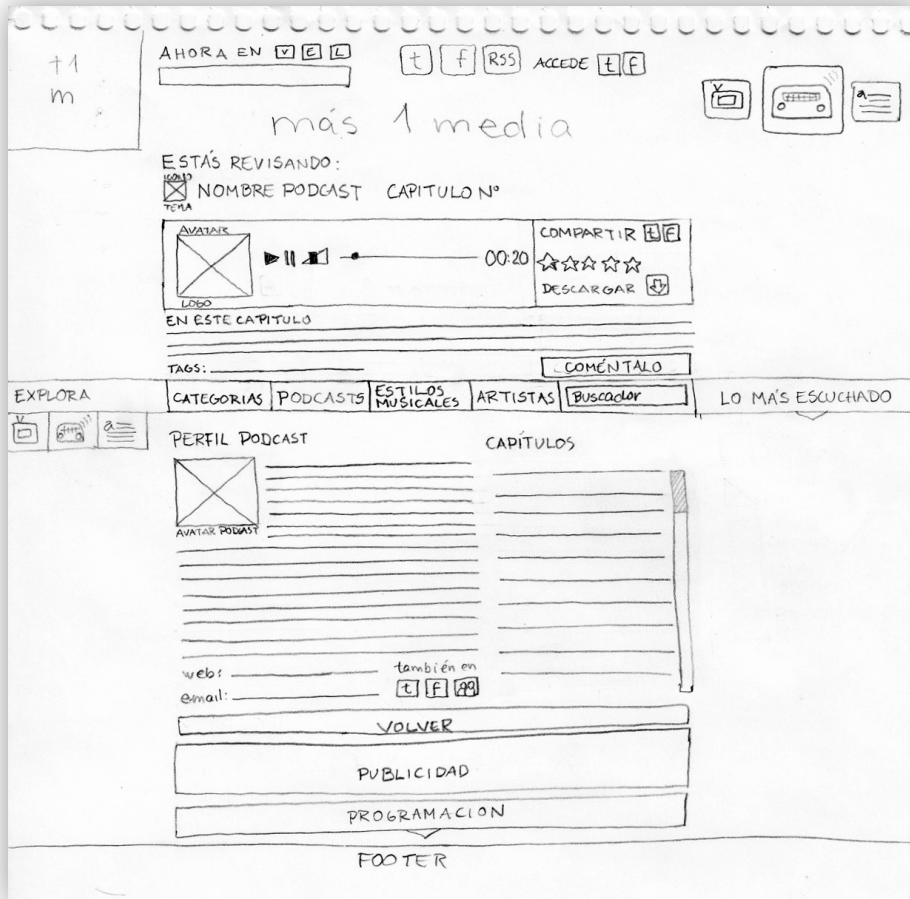 +1
m
AHORA EN V E L
t f RSS ACCEDE t f
más 1 media
ESTÁS REVISANDO:
ICONO
TEMA
NOMBRE PODCAST CAPITULO Nº
AVATAR
LOGO
00:20
COMPARTIR t f
DESCARGAR
EN ESTE CAPITULO
TAGS:
COMÉNTALO
EXPLORA
CATEGORIAS
PODCASTS
ESTILOS
MUSICALES
ARTISTAS
Buscador
LO MÁS ESCUCHADO
a
a
PERFIL PODCAST
AVATAR PODCAST
CAPÍTULOS
web:
email:
también en
t f
VOLVER
PUBLICIDAD
PROGRAMACION
FOOTER